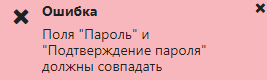 Ошибка
Поля "Пароль" и
"Подтверждение пароля"
должны совпадать